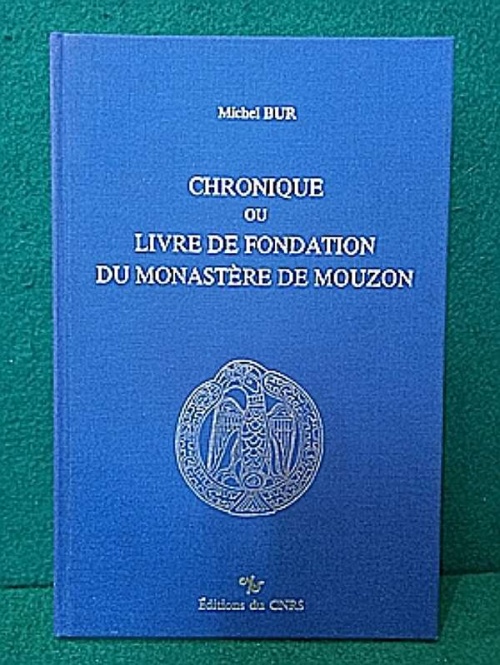 Michel BUR
CHRONIQUE
OU
LIVRE DE FONDATION
DU MONASTÈRE DE MOUZON
Éditions du CNRS